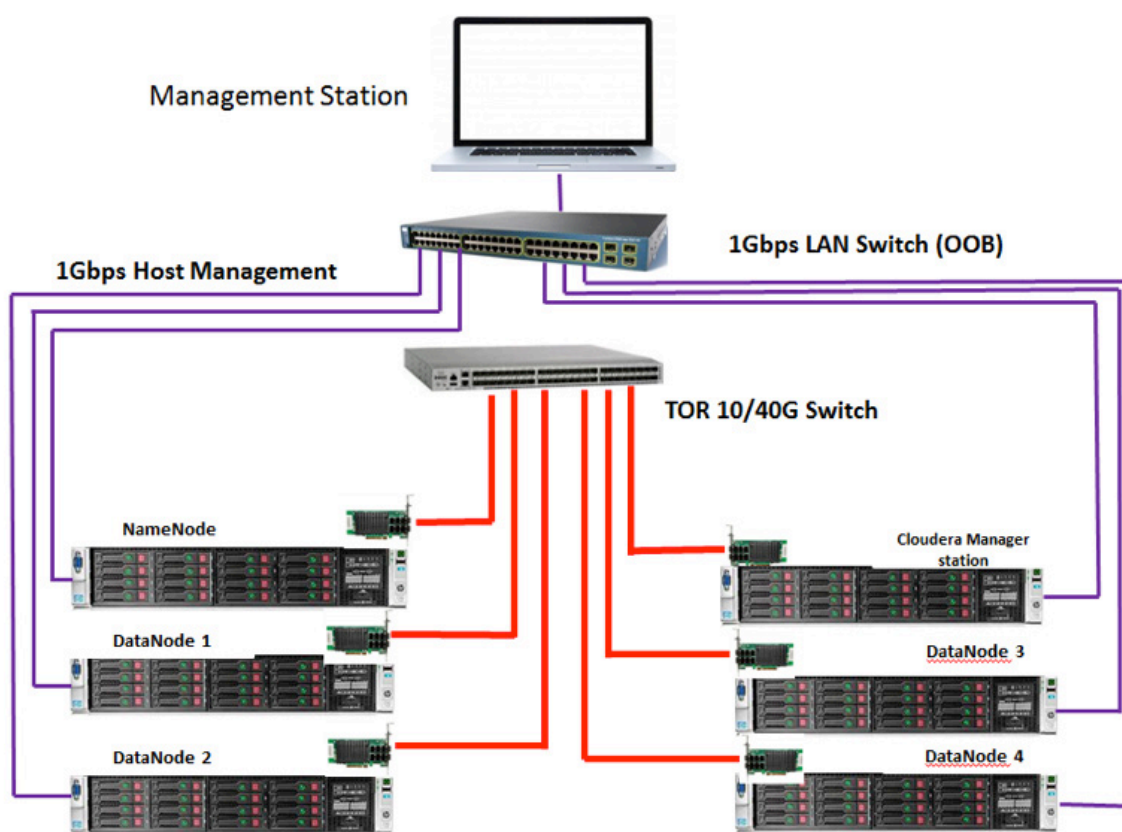 Management Station
1Gbps Host Management
1Gbps LAN Switch (OOB)
TOR 10/40G Switch
NameNode
Cloudera Manager
station
DataNode 1
DataNode 3
DataNode 2
DataNode 4